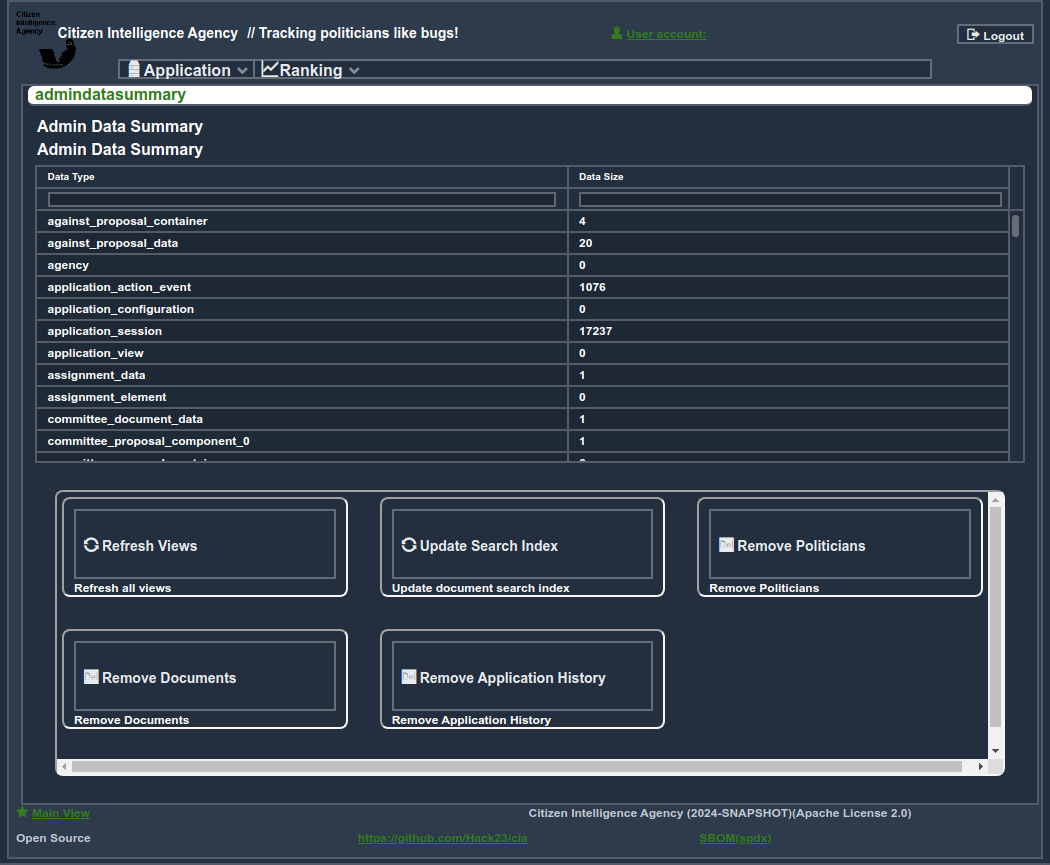 Citizen
Intelligence
Agency
Citizen Intelligence Agency // Tracking politicians like bugs!
User account:
Logout
Application
Ranking
admindatasummary
Admin Data Summary
Admin Data Summary
Data Type Data Size
against_proposal_container 4
against_proposal_data 20
agency 0
application_action_event 1076
application_configuration 0
application_session 17237
application_view 0
assignment_data 1
assignment_element 0
committee_document_data 1
committee_proposal_component_0 1
Refresh Views
Refresh all views
Update Search Index
Update document search index
Del Remove Politicians
Remove Politicians
Del Remove Documents
Remove Documents
Del Remove Application History
Remove Application History
Main View
Citizen Intelligence Agency (2024-SNAPSHOT)(Apache License 2.0)
Open Source
https://github.com/Hack23/cia
SBOM(spdx)